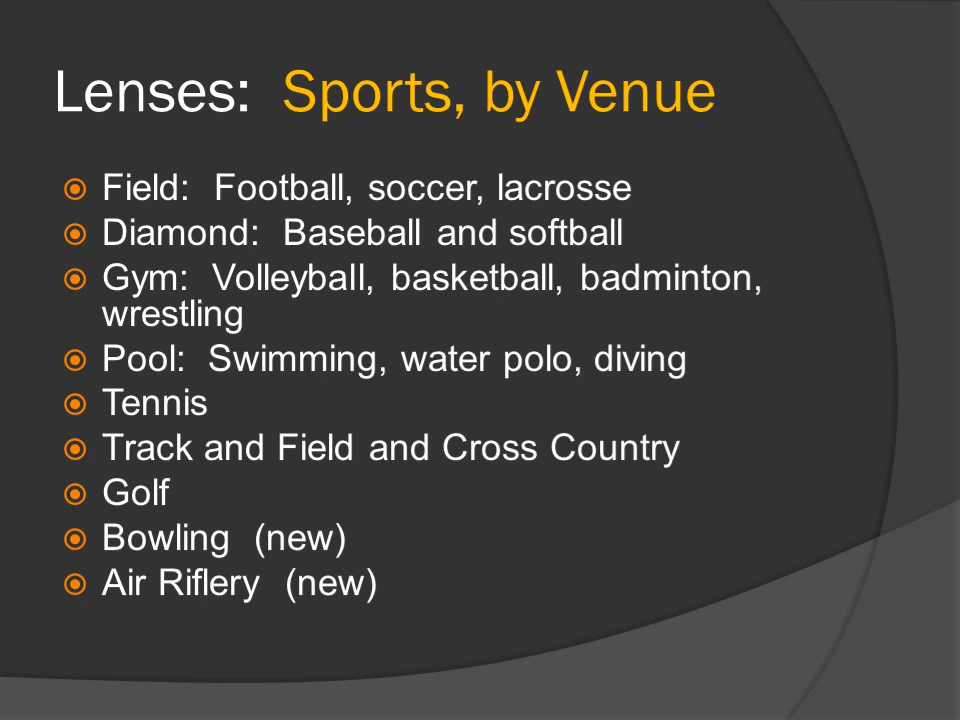 Lenses: Sports, by Venue
Field: Football, soccer, lacrosse
Diamond: Baseball and softball
Gym: Volleyball, basketball, badminton,
wrestling
Pool: Swimming, water polo, diving
Tennis
Track and Field and Cross Country
Golf
Bowling (new)
Air Riflery (new)